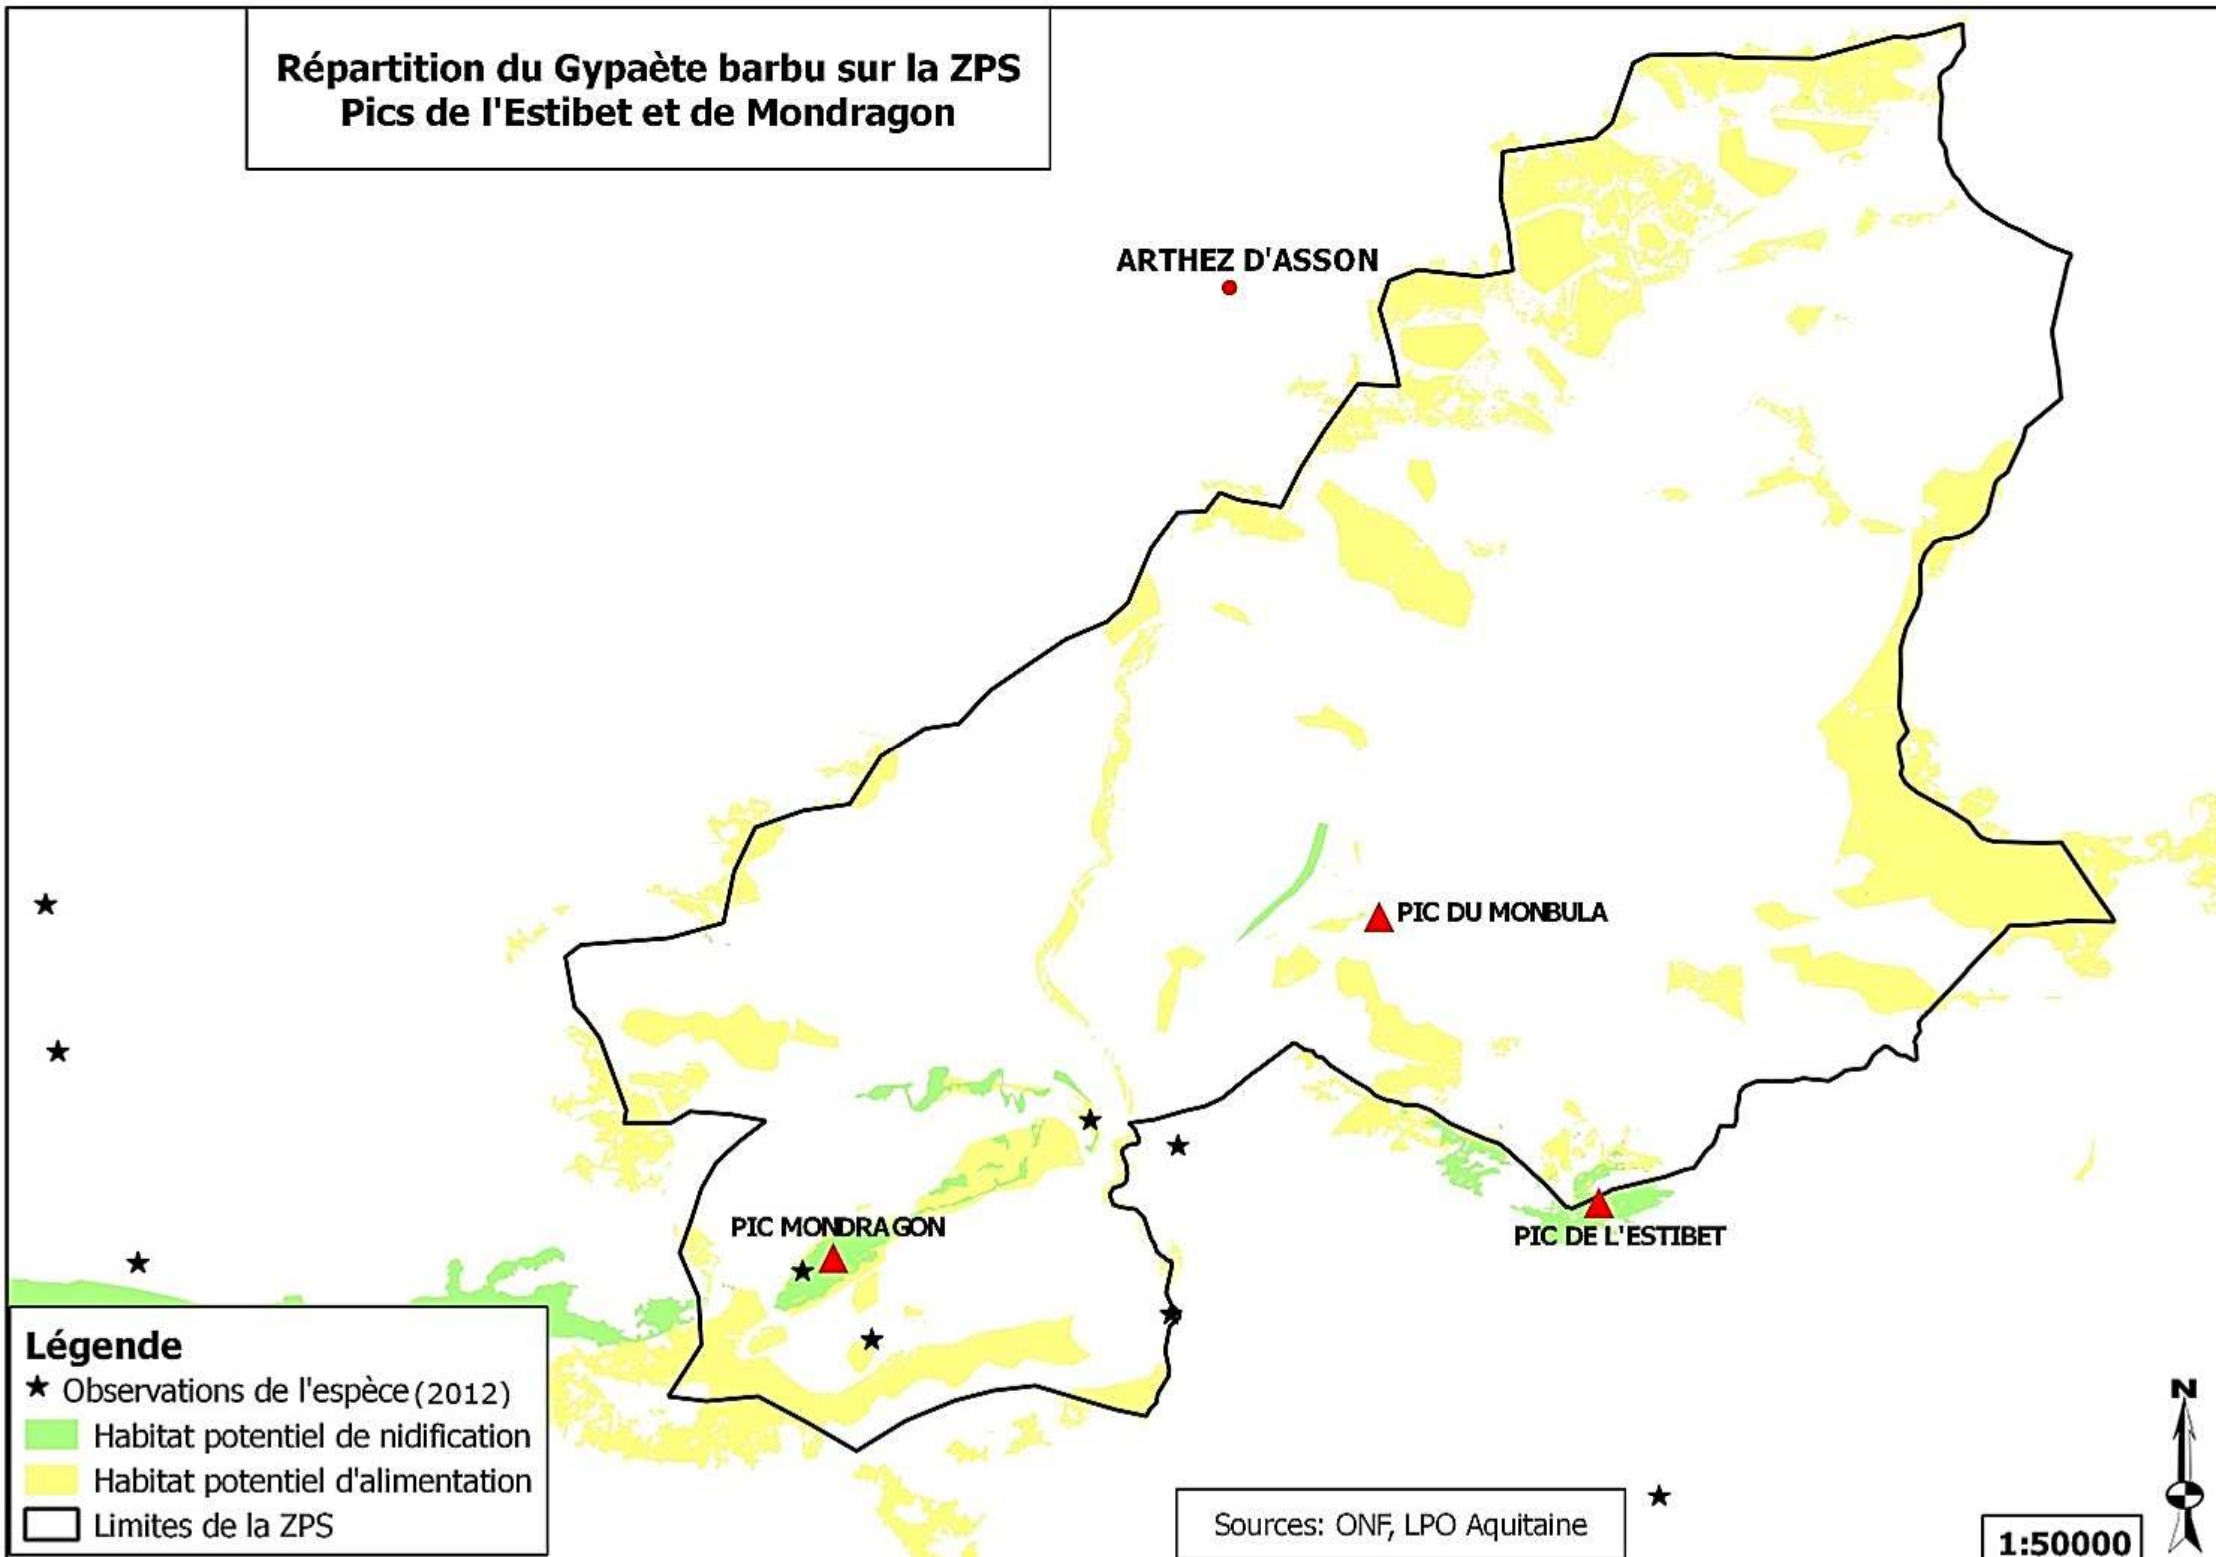 Répartition du Gypaète barbu sur la ZPS
Pics de l'Estibet et de Mondragon
ARTHEZ D'ASSON
PIC DU MONBULA
PIC MONDRAGON
PIC DE L'ESTIBET
Légende
Observations de l'espèce (2012)
Habitat potentiel de nidification
Habitat potentiel d'alimentation
Limites de la ZPS
Sources: ONF, LPO Aquitaine
N
1:50000